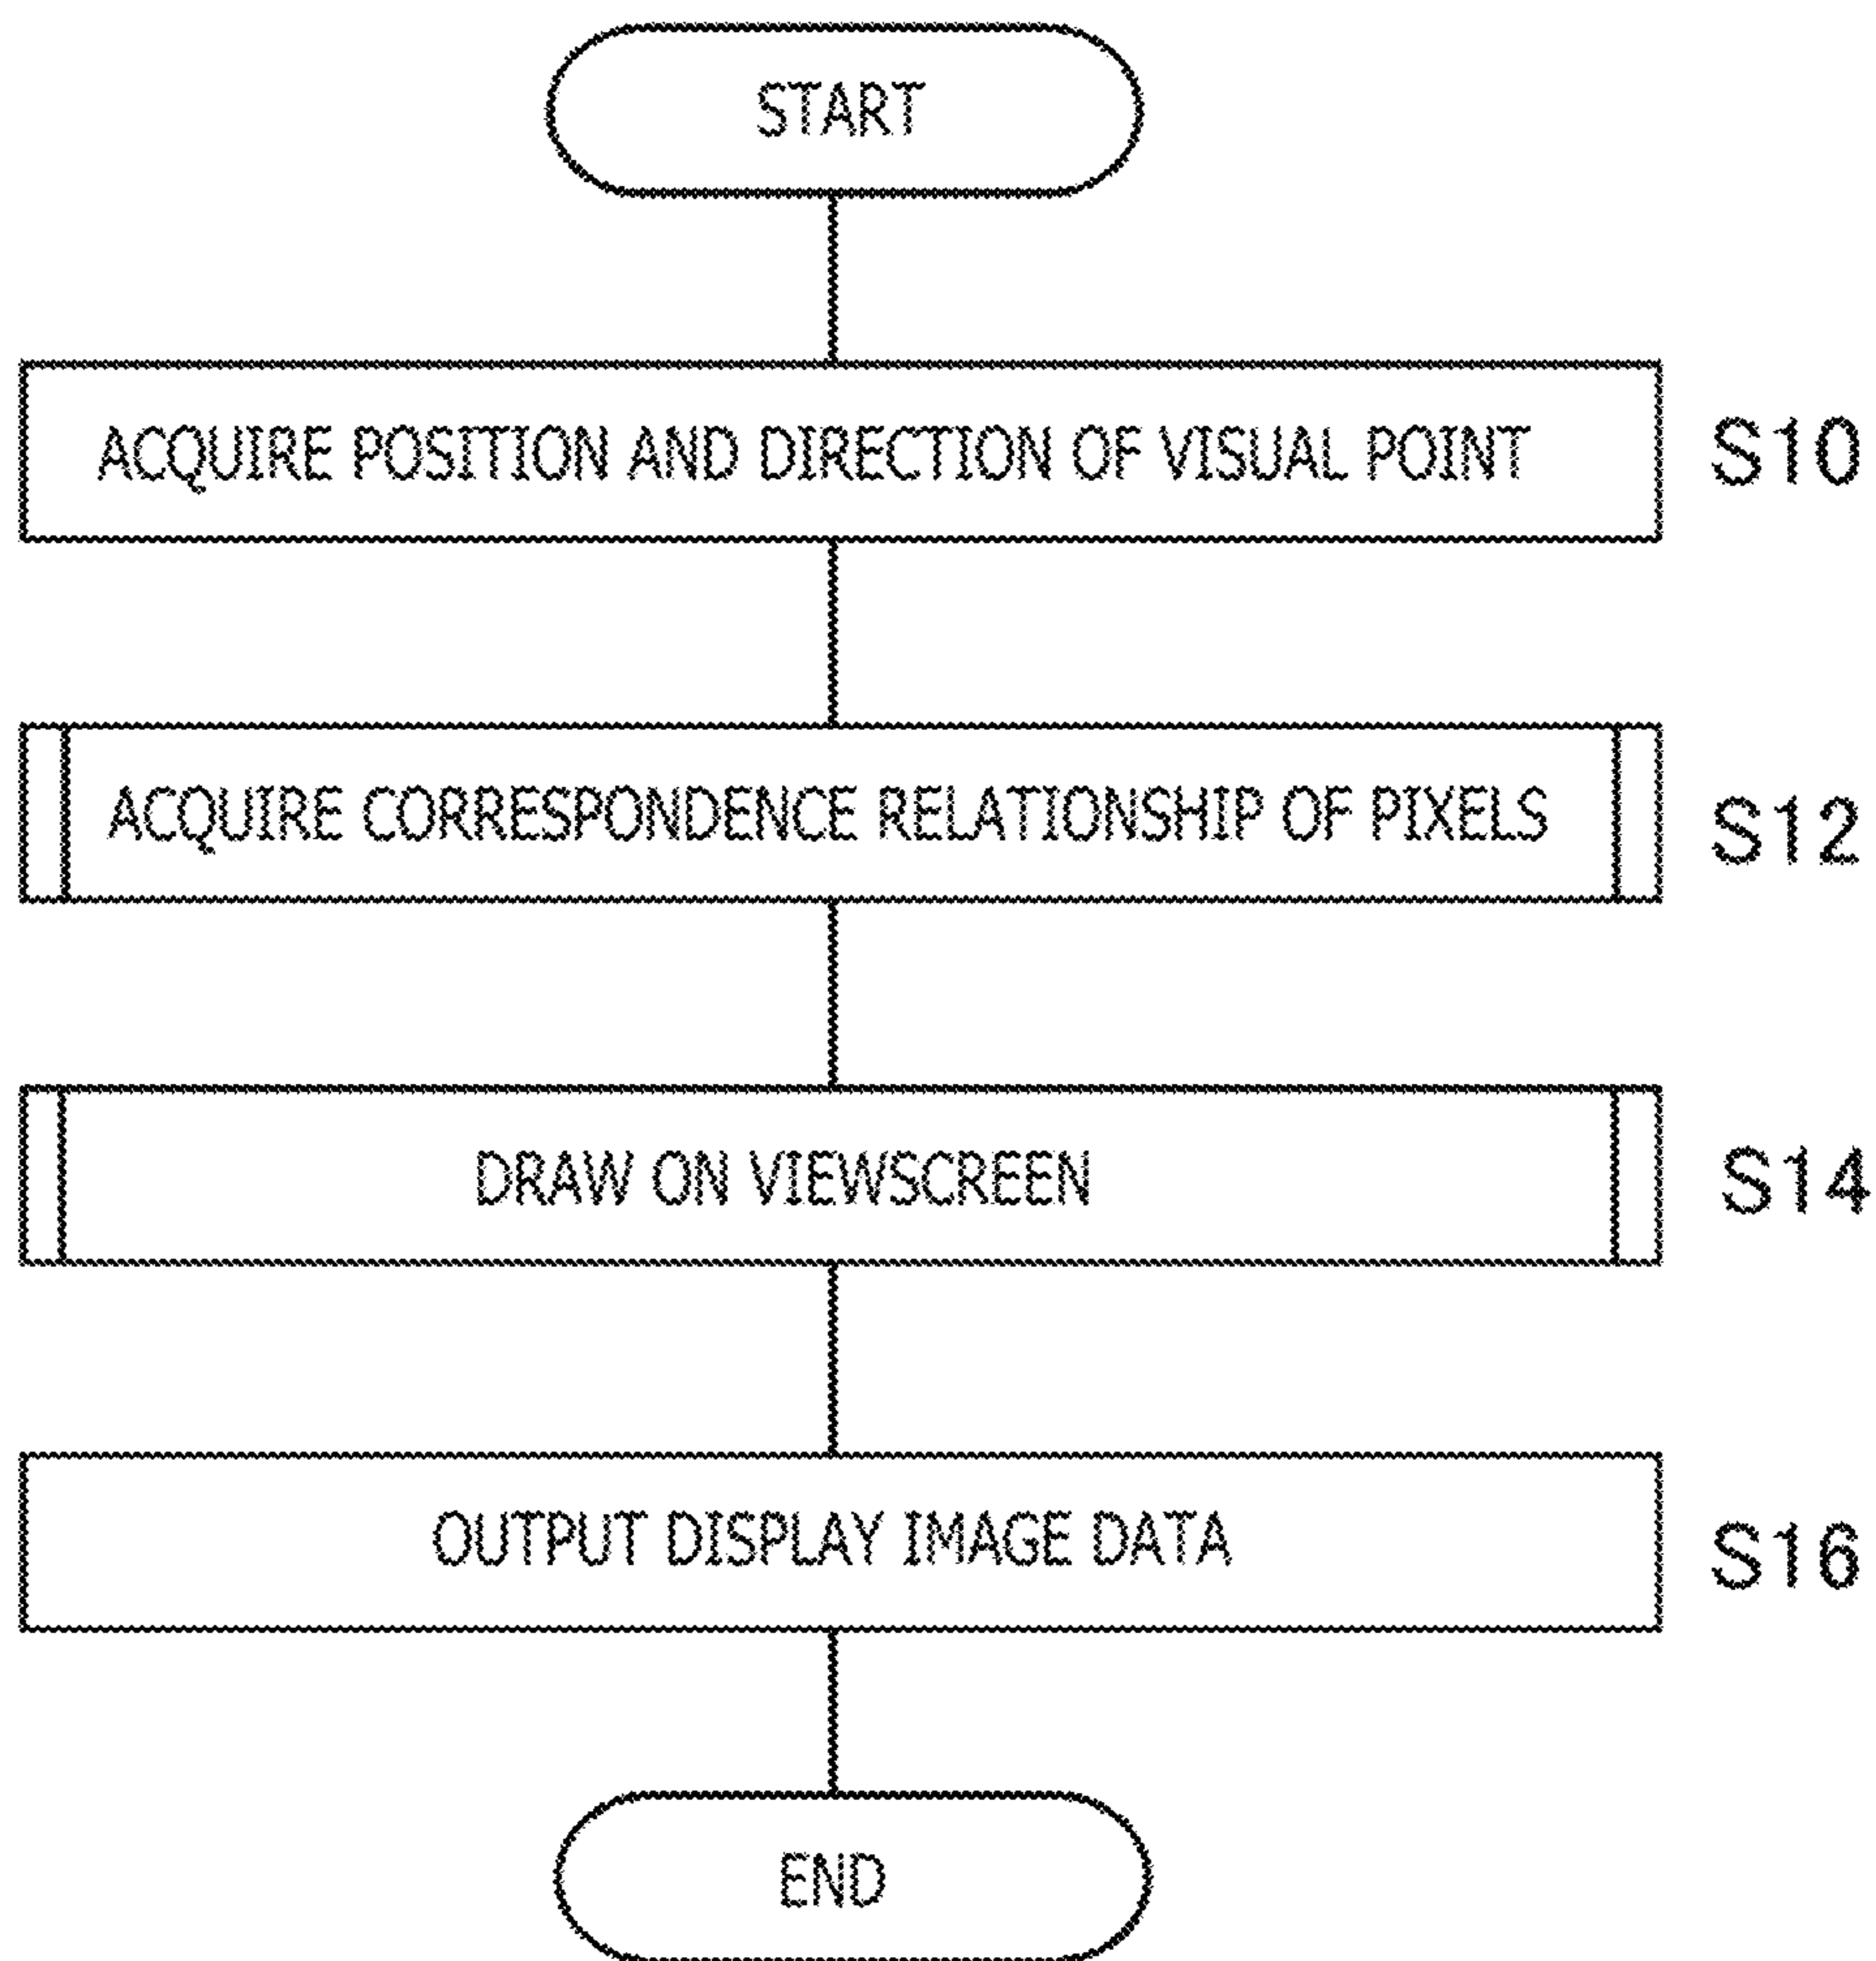 START
ACQUIRE POSITION AND DIRECTION OF VISUAL POINT S10
ACQUIRE CORRESPONDENCE RELATIONSHIP OF PIXELS S12
DRAW ON VIEWSCREEN S14
OUTPUT DISPLAY IMAGE DATA S16
END